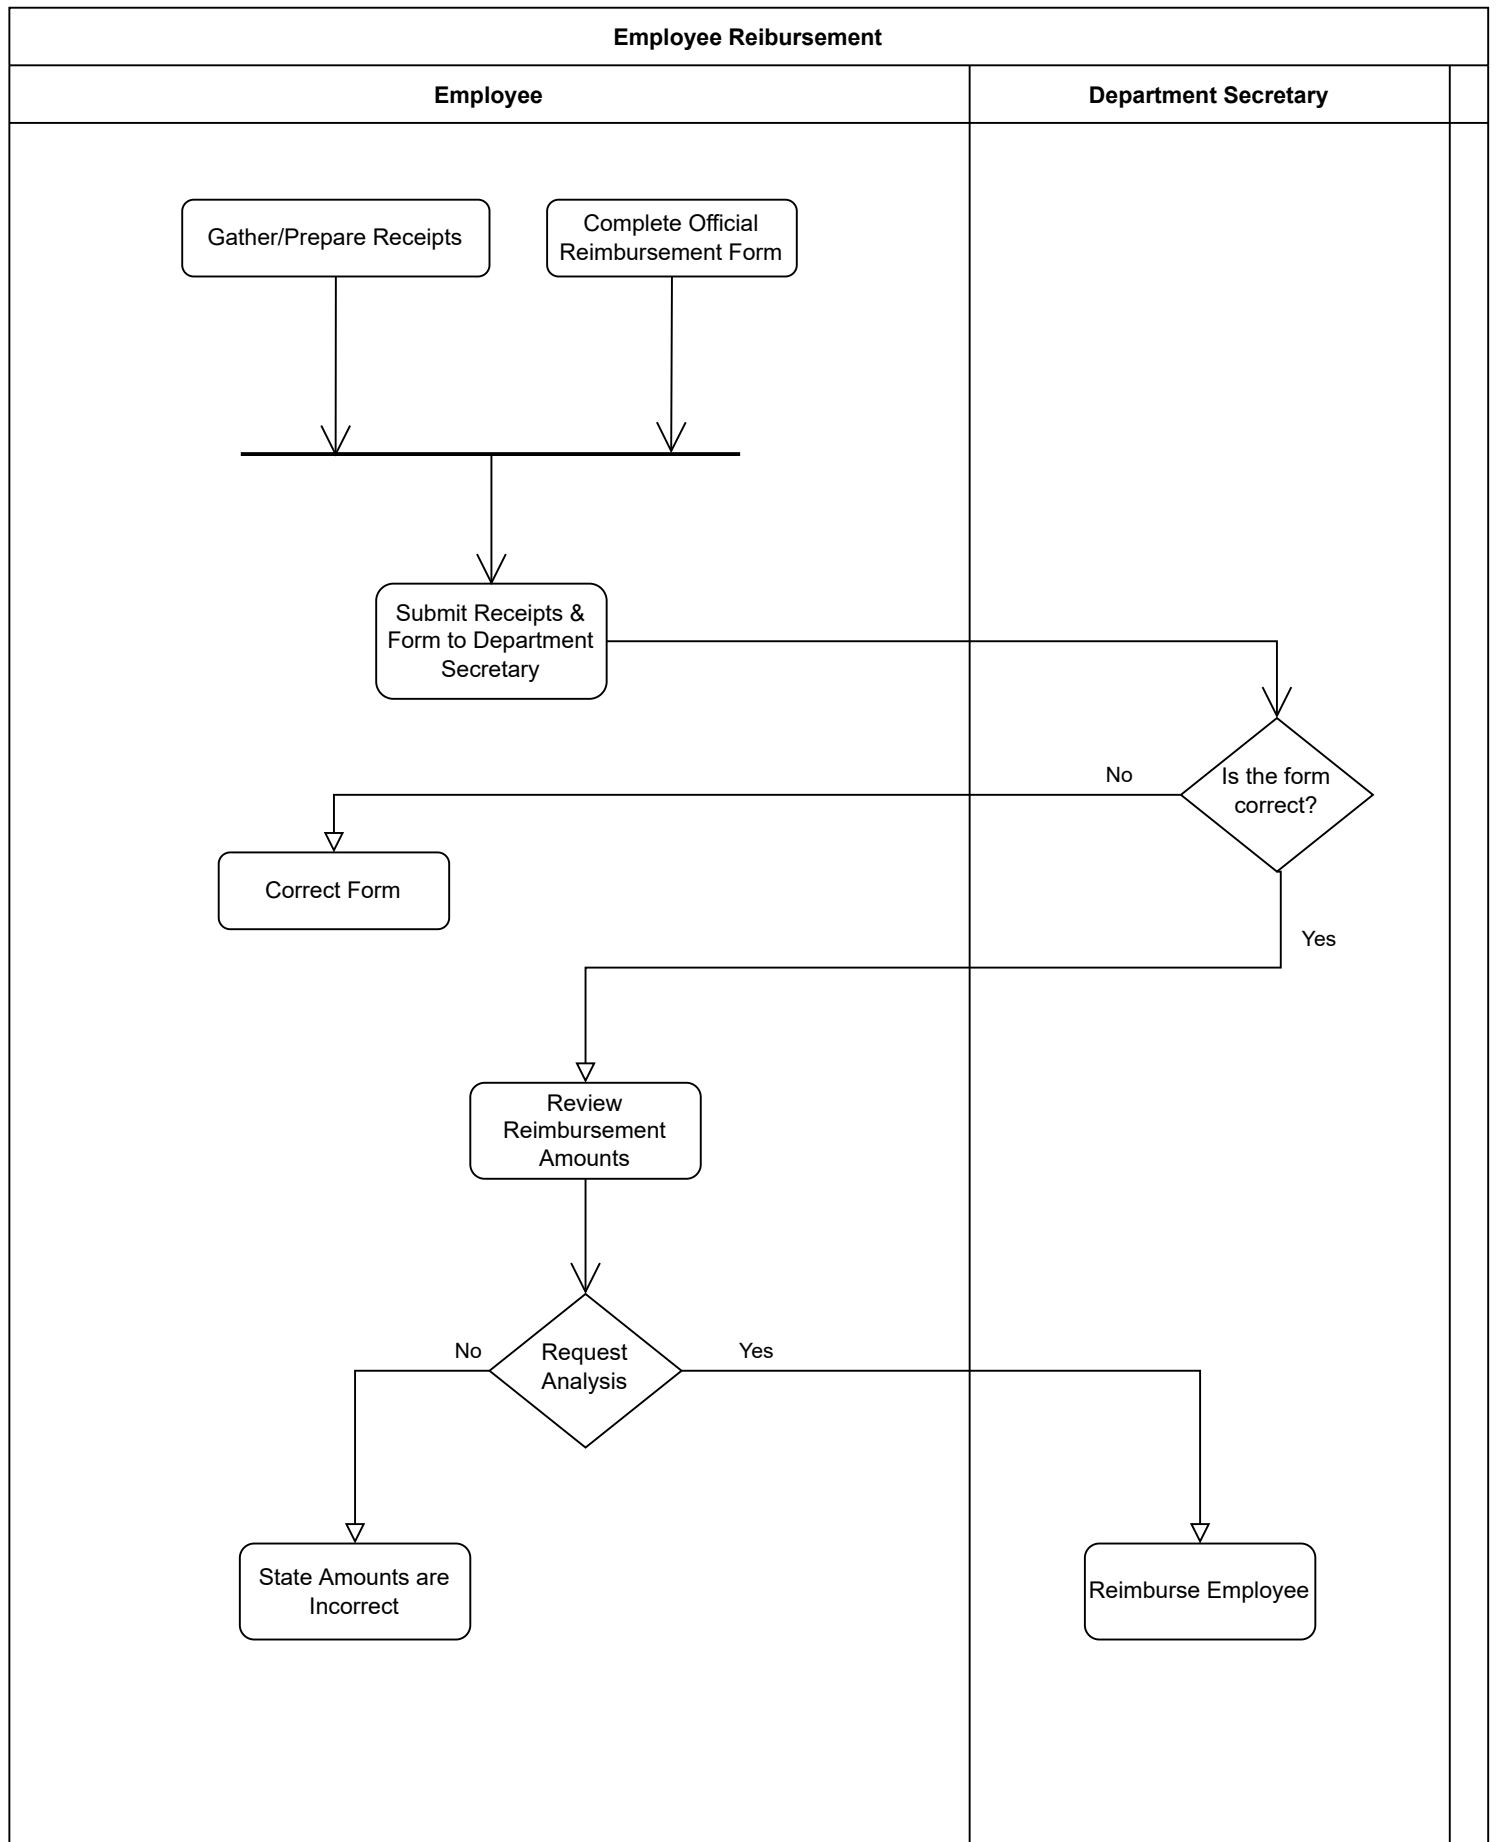 Employee Reibursement
Employee
Department Secretary
Gather/Prepare Receipts
Complete Official
Reimbursement Form
Submit Receipts &
Form to Department
Secretary
No
Is the form
correct?
Correct Form
Yes
Review
Reimbursement
Amounts
No
Request
Analysis
Yes
State Amounts are
Incorrect
Reimburse Employee